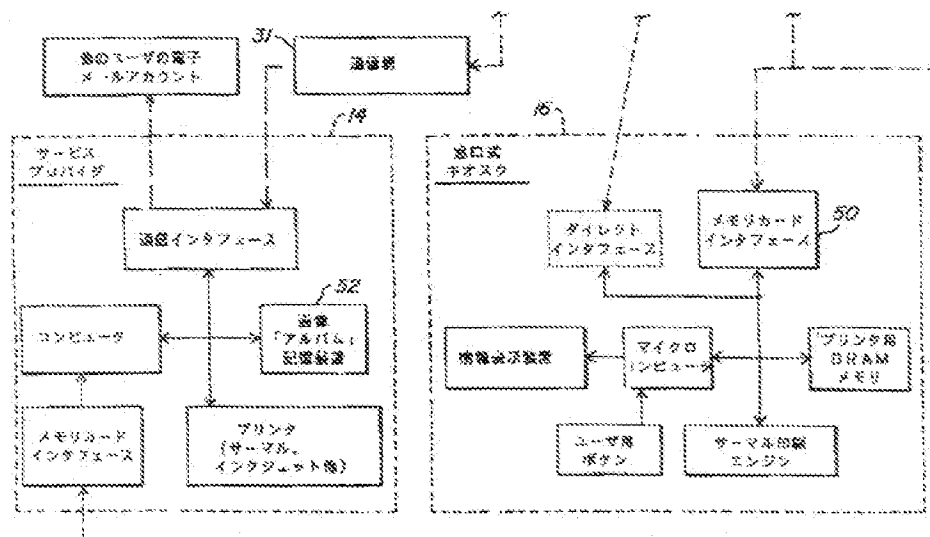 31
他のユーザの電子
メールアカウント
通信網
14
サービス
プロバイダ
通信インタフェース
52
コンピュータ
画像
「アルバム」
記憶装置
メモリカード
インタフェース
プリンタ
(サーマル、
インクジェット他)
16
窓口式
キオスク
ダイレクト
インタフェース
メモリカード
インタフェース
50
情報表示装置
マイクロ
コンピュータ
プリンタ用
DRAM
メモリ
ユーザ用
ボタン
サーマル印刷
エンジン